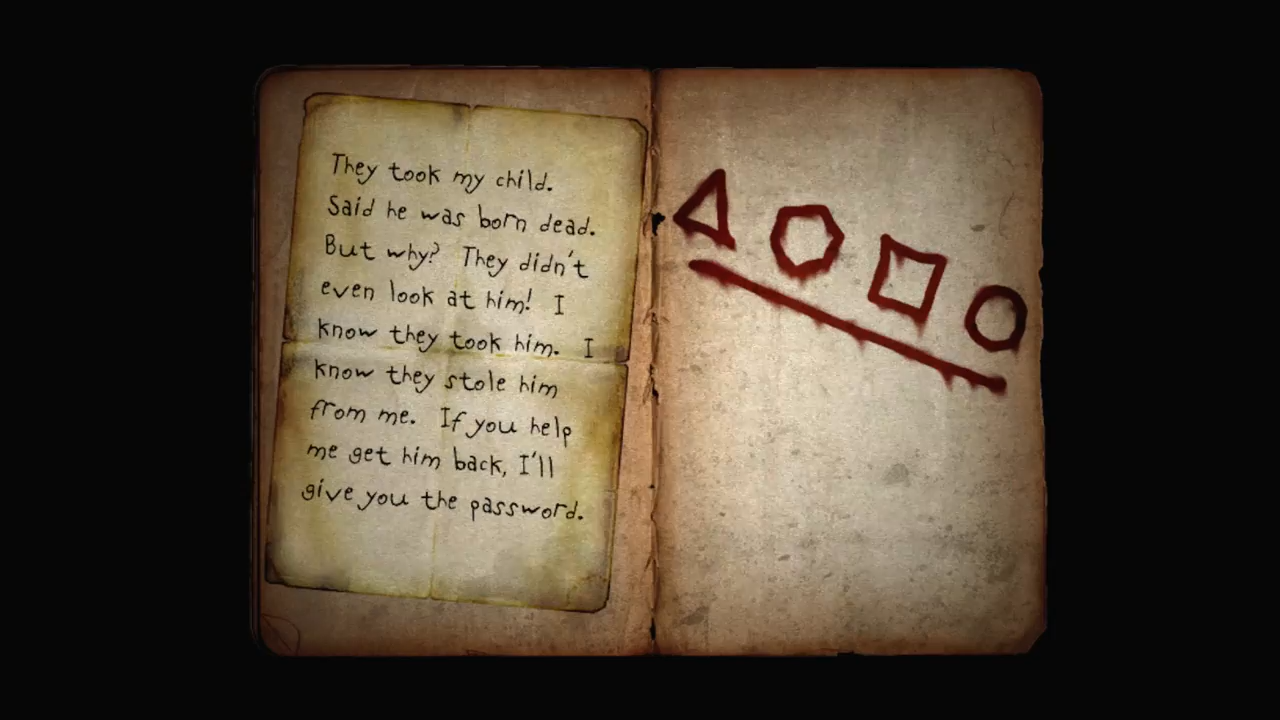 They took my child.
Said he was born dead.
But why? They didn't
even look at him! I
know they took him. I
know they stole him
from me. If you help
me get him back, I'll
give you the password.